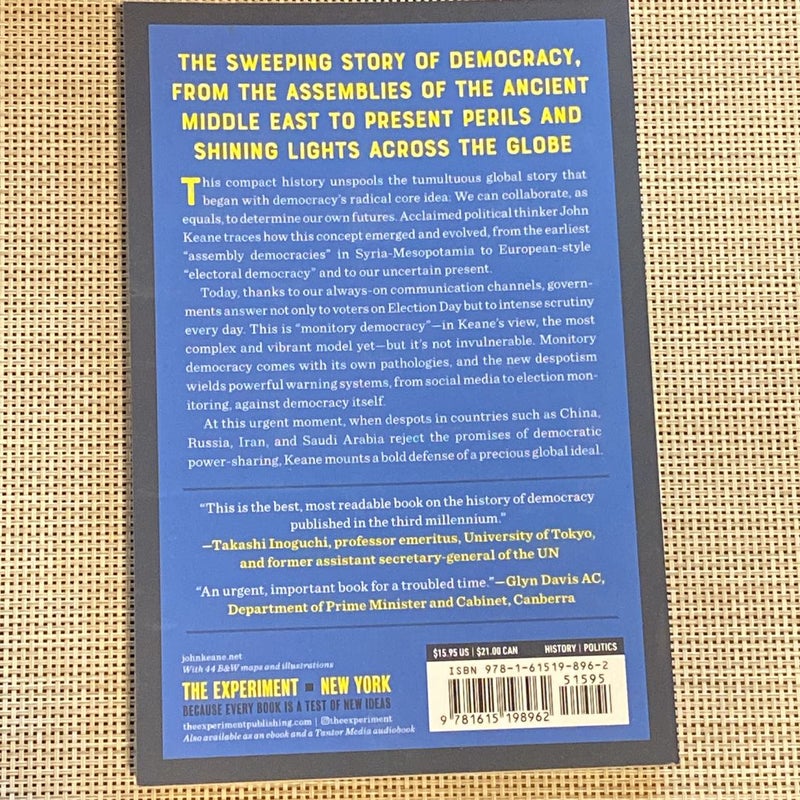 THE SWEEPING STORY OF DEMOCRACY,
FROM THE ASSEMBLIES OF THE ANCIENT
MIDDLE EAST TO PRESENT PERILS AND
SHINING LIGHTS ACROSS THE GLOBE
This compact history unspools the tumultuous global story that
began with democracy's radical core idea: We can collaborate, as
equals, to determine our own futures. Acclaimed political thinker John
Keane traces how this concept emerged and evolved, from the earliest
“assembly democracies” in Syria-Mesopotamia to European-style
“electoral democracy” and to our uncertain present.
Today, thanks to our always-on communication channels, govern-
ments answer not only to voters on Election Day but to intense scrutiny
every day. This is “monitory democracy”—in Keane's view, the most
complex and vibrant model yet—but it's not invulnerable. Monitory
democracy comes with its own pathologies, and the new despotism
wields powerful warning systems, from social media to election mon-
itoring, against democracy itself.
At this urgent moment, when despots in countries such as China,
Russia, Iran, and Saudi Arabia reject the promises of democratic
power-sharing, Keane mounts a bold defense of a precious global ideal.
“This is the best, most readable book on the history of democracy
published in the third millennium.”
—Takashi Inoguchi, professor emeritus, University of Tokyo,
and former assistant secretary-general of the UN
“An urgent, important book for a troubled time.”—Glyn Davis AC,
Department of Prime Minister and Cabinet, Canberra
johnkeane.net
With 44 B&W maps and illustrations
THE EXPERIMENT NEW YORK
BECAUSE EVERY BOOK IS A TEST OF NEW IDEAS
theexperimentpublishing.com | @theexperiment
Also available as an ebook and a Tantor Media audiobook
$15.95 US | $21.00 CAN HISTORY | POLITICS
ISBN 978-1-61519-896-2
51595
9 781615 198962